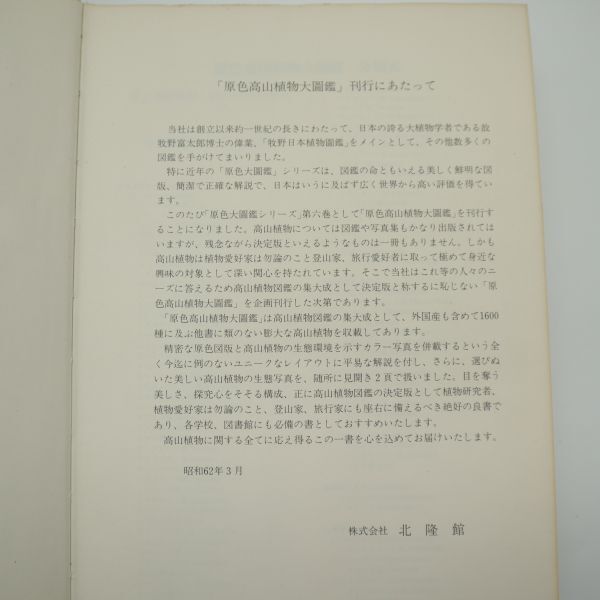 「原色高山植物大圖鑑」刊行にあたって
当社は創立以来約一世紀の長きにわたって、日本の誇る大植物学者である故
牧野富太郎博士の偉業、「牧野日本植物圖鑑」をメインとして、その他数多くの
図鑑を手がけてまいりました。
特に近年の「原色大圖鑑」シリーズは、図鑑の命ともいえる美しく鮮明な図
版、簡潔で正確な解説で、日本はいうに及ばず広く世界から高い評価を得てい
ます。
このたび「原色大圖鑑シリーズ」第六巻として「原色高山植物大圖鑑」を刊行す
ることになりました。高山植物については図鑑や写真集もかなり出版されては
いますが、残念ながら決定版といえるようなものは一冊もありません。しかも
高山植物は植物愛好家は勿論のこと登山家、旅行愛好者に取って極めて身近な
興味の対象として深い関心を持たれています。そこで当社はこれ等の人々のニ
ーズに答えるため高山植物図鑑の集大成として決定版と称するに恥じない「原
色高山植物大圖鑑」を企画刊行した次第であります。
「原色高山植物大圖鑑」は高山植物図鑑の集大成として、外国産も含めて1600
種に及ぶ他書に類のない膨大な高山植物を収載してあります。
精密な原色図版と高山植物の生態環境を示すカラー写真を併載するという全
く今迄に例のないユニークなレイアウトに平易な解説を付し、さらに、選びぬ
いた美しい高山植物の生態写真を、随所に見開き2頁で扱いました。目を奪う
美しさ、探究心をそそる構成、正に高山植物図鑑の決定版として植物研究者、
植物愛好家は勿論のこと、登山家、旅行家にも座右に備えるべき絶好の良書で
あり、各学校、図書館にも必備の書としておすすめいたします。
高山植物に関する全てに応え得るこの一書を心を込めてお届けいたします。
昭和62年3月
株式会社 北隆館